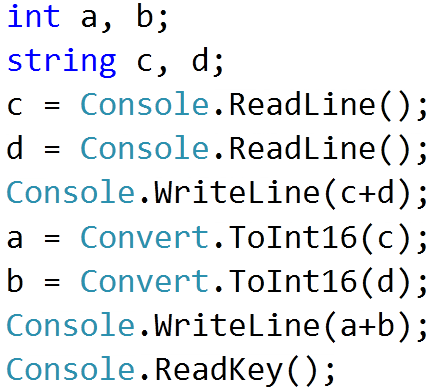 int a, b;
string c, d;
c = Console.ReadLine();
d = Console.ReadLine();
Console.WriteLine(c+d);
a = Convert.ToInt16(c);
b = Convert.ToInt16(d);
Console.WriteLine(a+b);
Console.ReadKey();